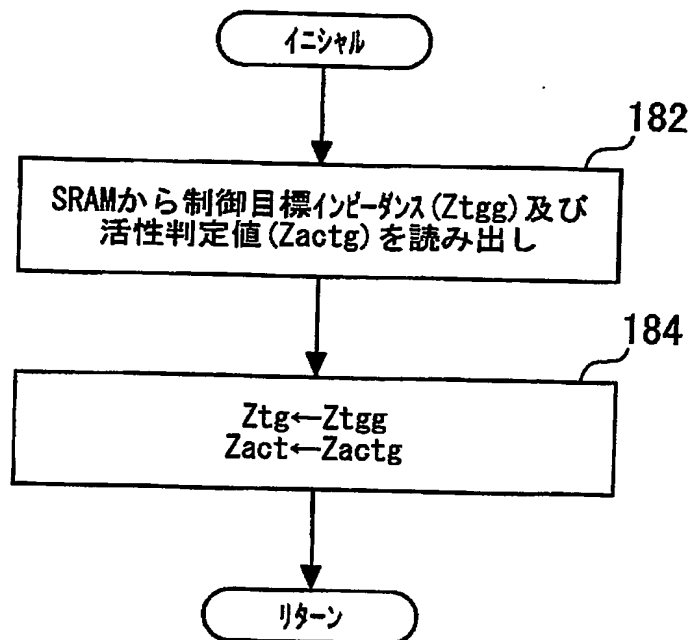 イニシャル
182
SRAMから制御目標インピーダンス(Ztgg)及び
活性判定値(Zactg)を読み出し
184
Ztg←Ztgg
Zact←Zactg
リターン